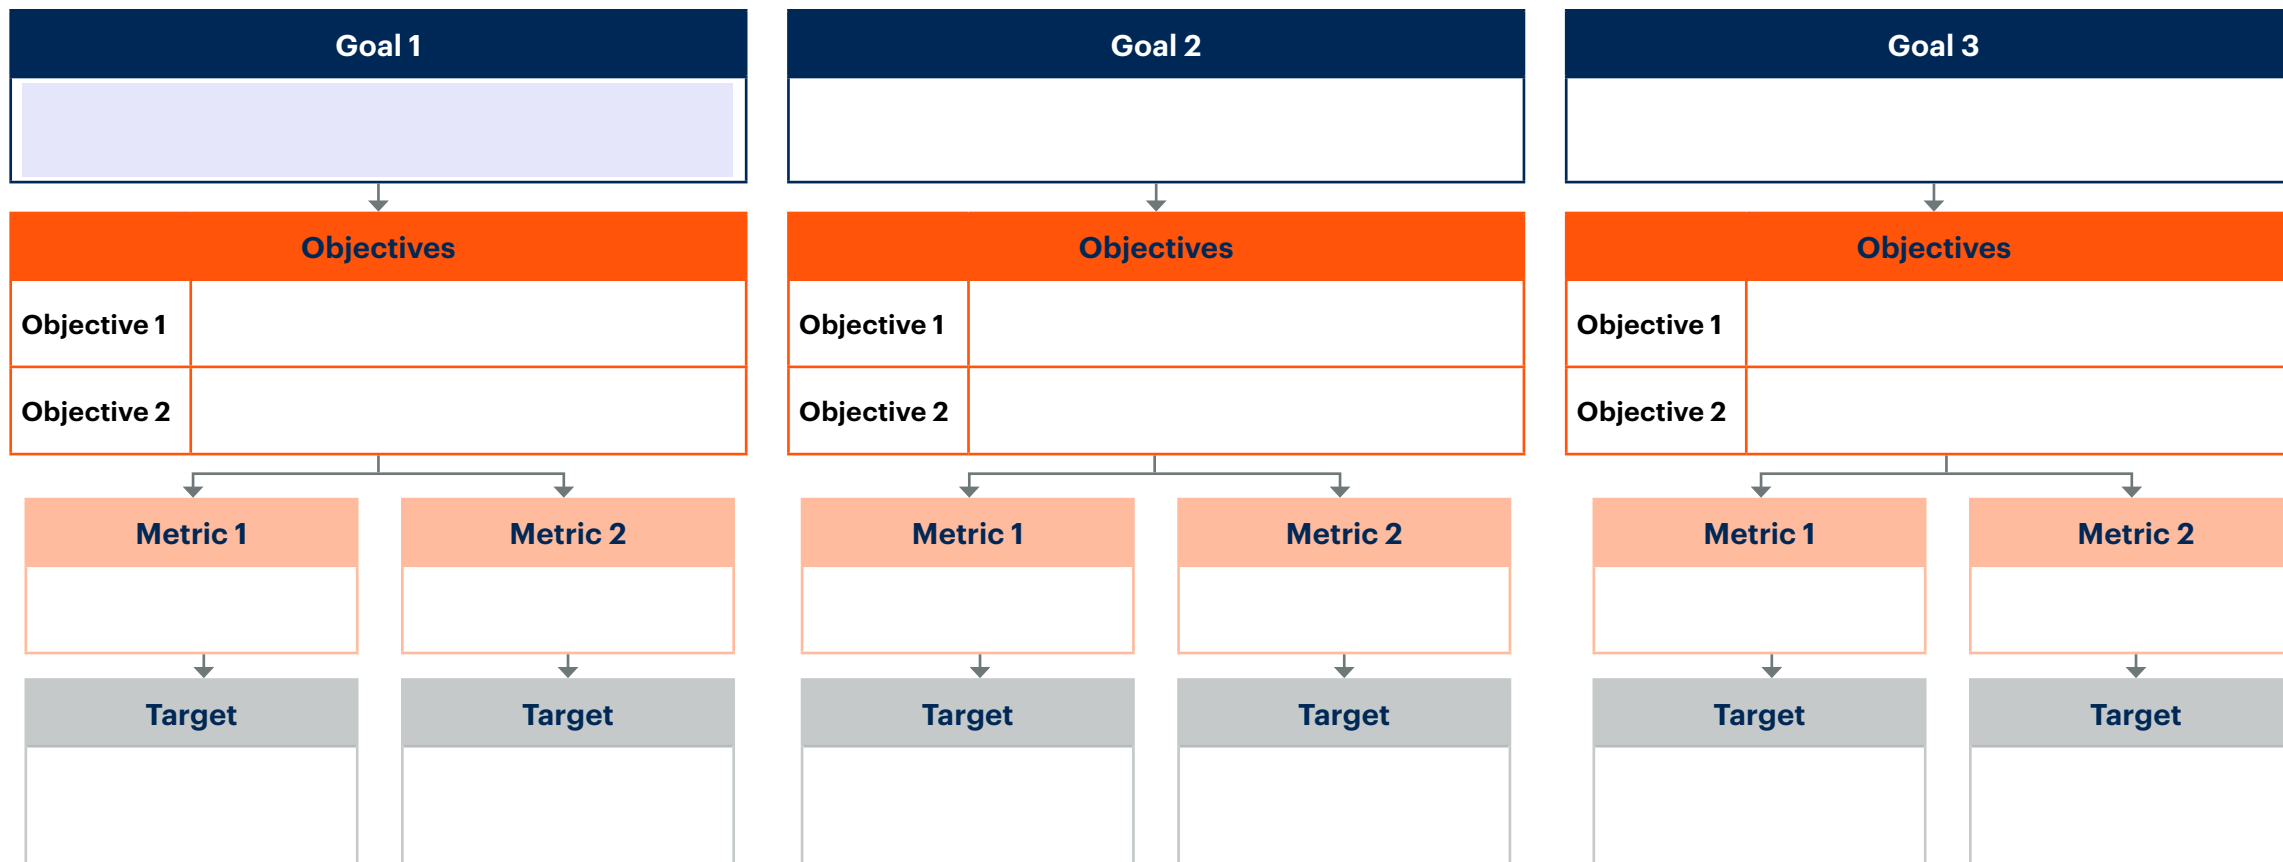 Goal 1
Goal 2
Goal 3
Objectives
Objectives
Objectives
Objective 1
Objective 1
Objective 1
Objective 2
Objective 2
Objective 2
Metric 1
Metric 2
Metric 1
Metric 2
Metric 1
Metric 2
Target
Target
Target
Target
Target
Target